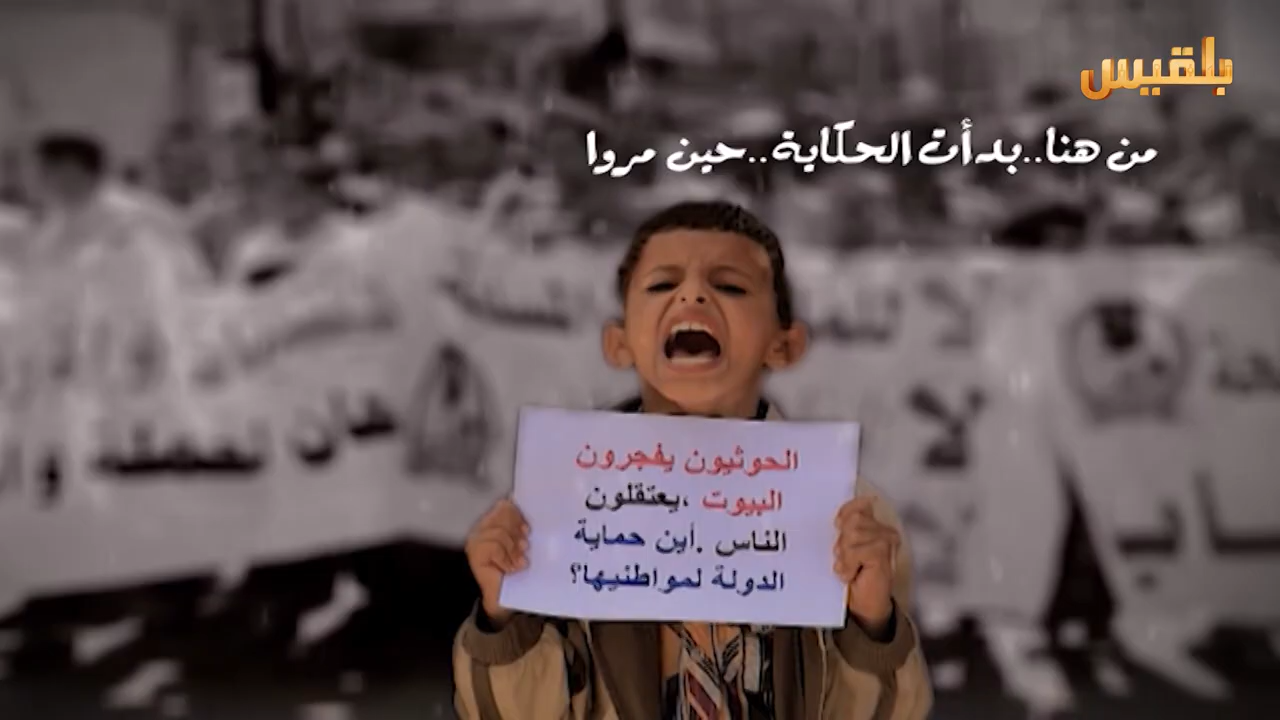 بلقيس
من هنا..بدأت الحكاية..حين مروا
الحوثيون يفجرون
البيوت ،يعتقلون
الناس .أين حماية
الدولة لمواطنيها؟